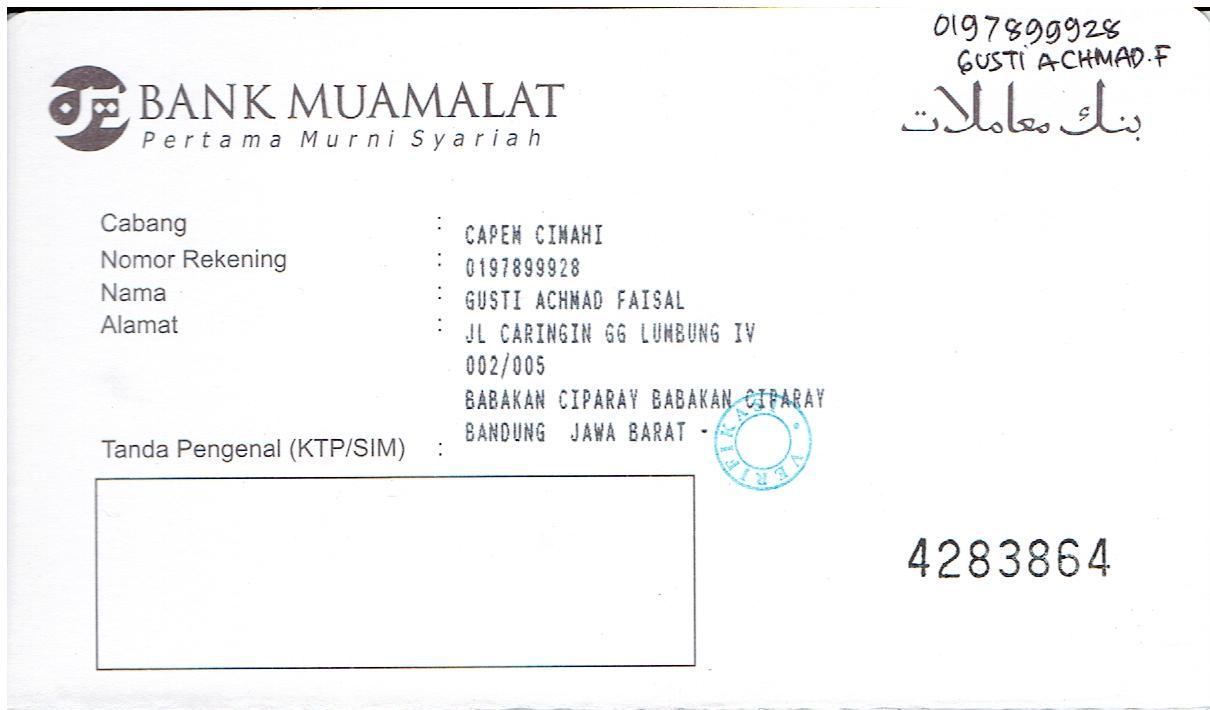 0197899928
GUSTI ACHMAD.F
BANK MUAMALAT
Pertama Murni Syariah
بنك معاملات
Cabang : CAPEM CIMAHI
Nomor Rekening : 0197899928
Nama : GUSTI ACHMAD FAISAL
Alamat : JL CARINGIN GG LUMBUNG IV
002/005
BABAKAN CIPARAY BABAKAN CIPARAY
BANDUNG JAWA BARAT -
Tanda Pengenal (KTP/SIM) :
VERIFIKASI
4283864